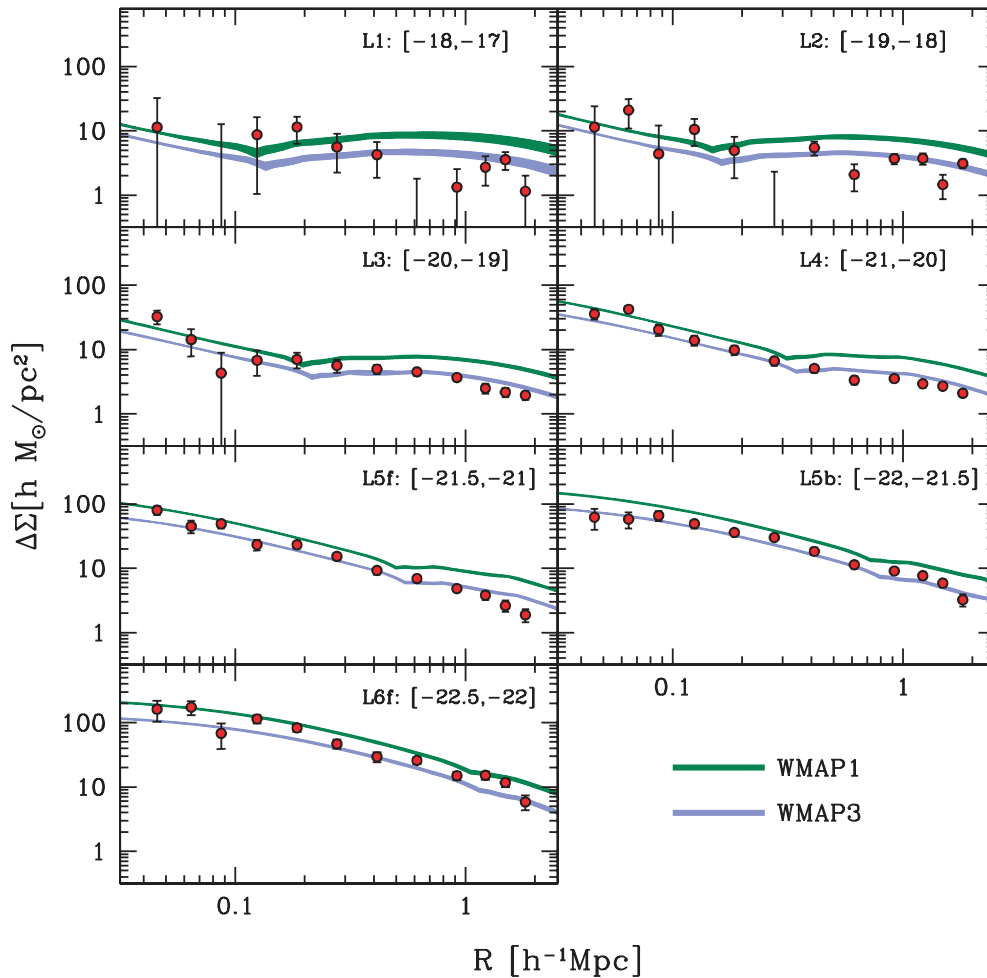 L1: [-18,-17]
L2: [-19,-18]
100
10
1
L3: [-20,-19]
L4: [-21,-20]
100
10
1
ΔΣ[h M⊙/pc²]
L5f: [-21.5,-21]
L5b: [-22,-21.5]
100
10
1
L6f: [-22.5,-22]
0.1
1
100
10
1
WMAP1
WMAP3
0.1
1
R [h⁻¹Mpc]